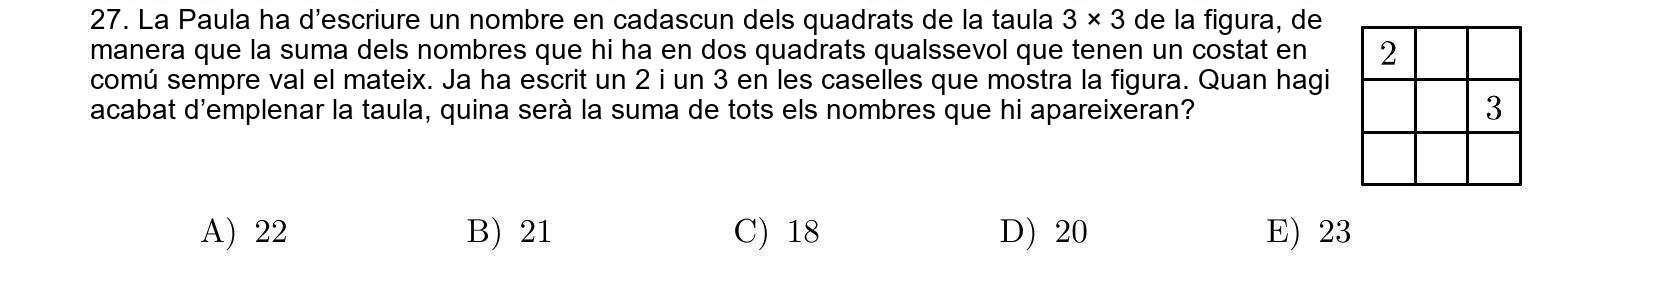 27. La Paula ha d’escriure un nombre en cadascun dels quadrats de la taula 3 × 3 de la figura, de
manera que la suma dels nombres que hi ha en dos quadrats qualssevol que tenen un costat en
comú sempre val el mateix. Ja ha escrit un 2 i un 3 en les caselles que mostra la figura. Quan hagi
acabat d’emplenar la taula, quina serà la suma de tots els nombres que hi apareixeran?
2
3
A) 22 B) 21 C) 18 D) 20 E) 23